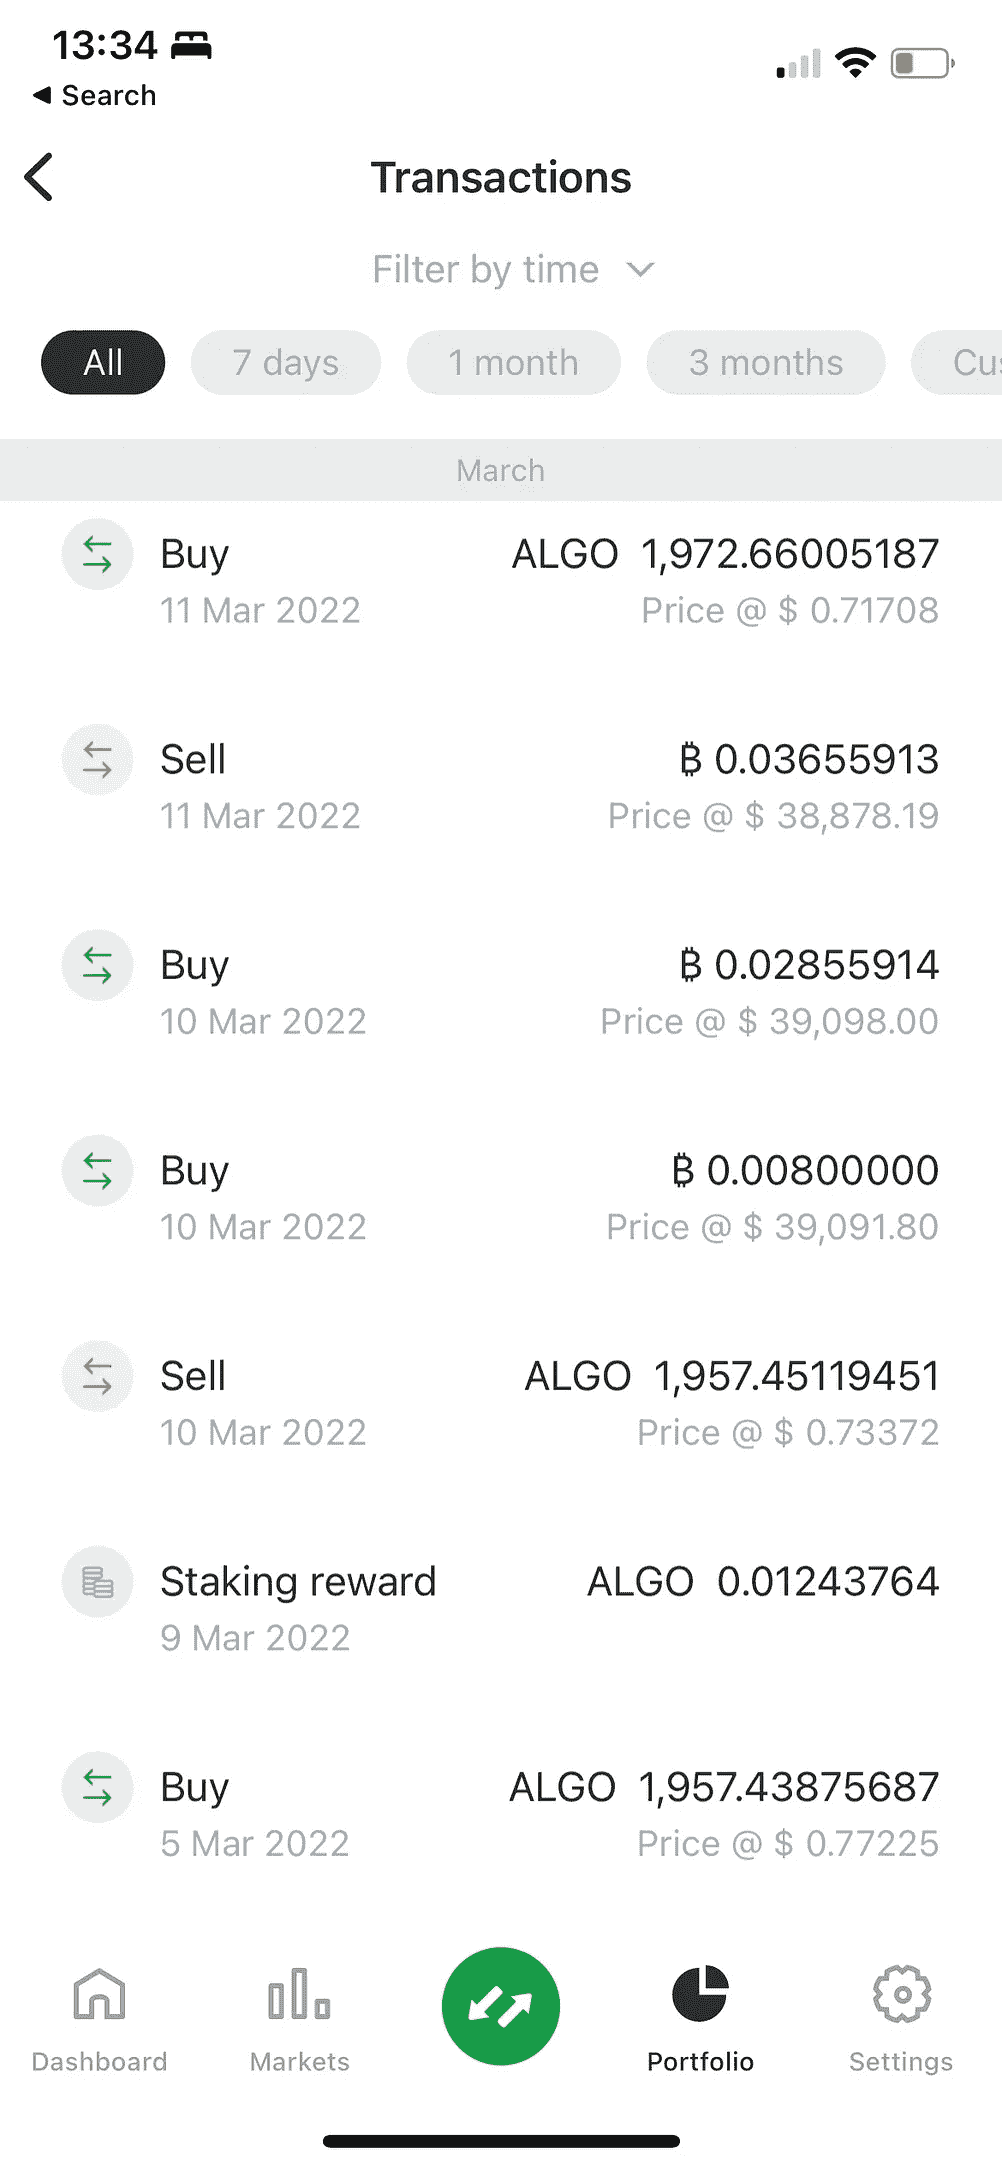 13:34
◀ Search
Transactions
Filter by time
All 7 days 1 month 3 months Cus
March
Buy ALGO 1,972.66005187
11 Mar 2022 Price @ $ 0.71708
Sell ₿ 0.03655913
11 Mar 2022 Price @ $ 38,878.19
Buy ₿ 0.02855914
10 Mar 2022 Price @ $ 39,098.00
Buy ₿ 0.00800000
10 Mar 2022 Price @ $ 39,091.80
Sell ALGO 1,957.45119451
10 Mar 2022 Price @ $ 0.73372
Staking reward ALGO 0.01243764
9 Mar 2022
Buy ALGO 1,957.43875687
5 Mar 2022 Price @ $ 0.77225
Dashboard Markets Portfolio Settings